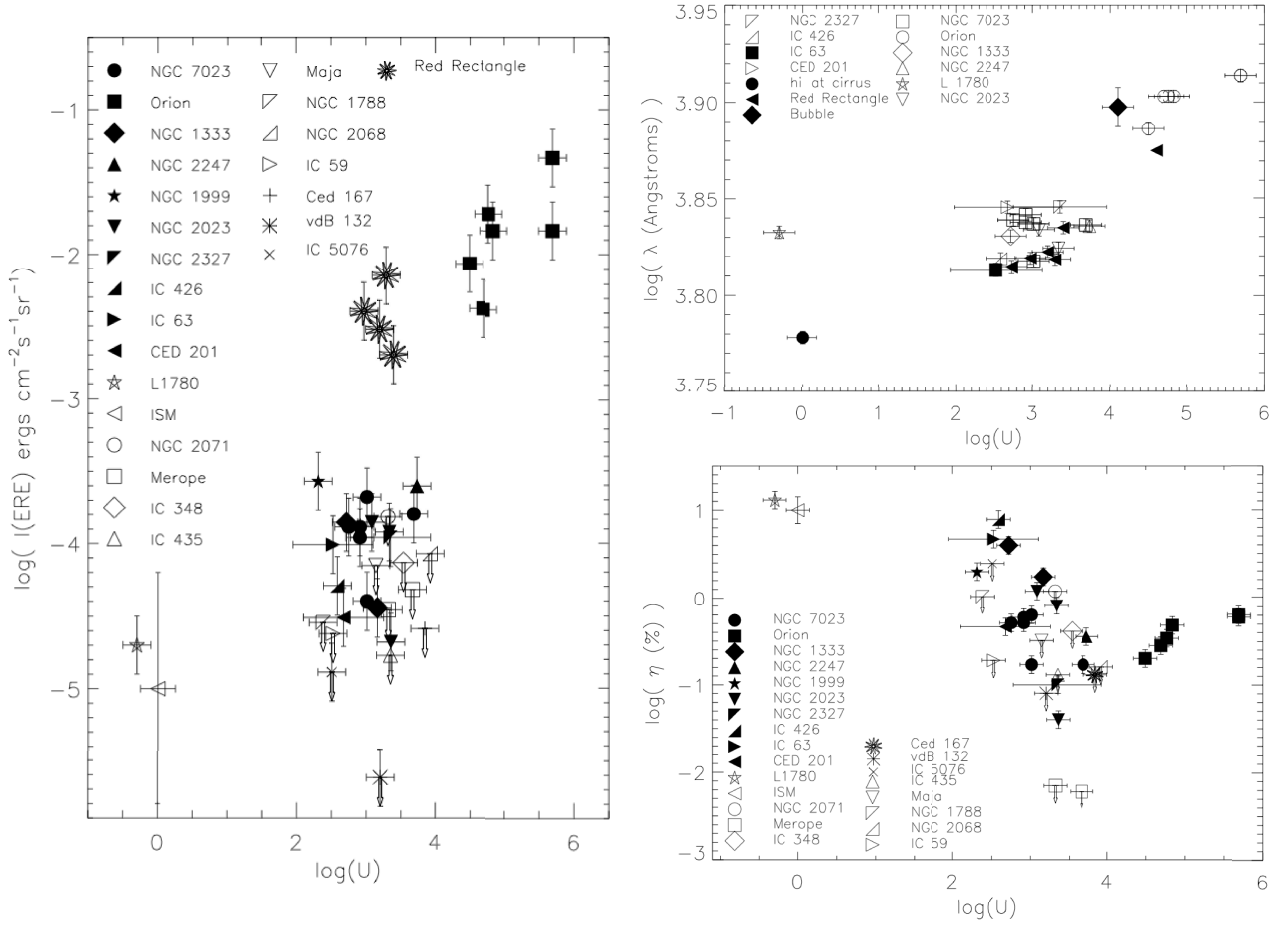 NGC 7023
Orion
NGC 1333
NGC 2247
NGC 1999
NGC 2023
NGC 2327
IC 426
IC 63
CED 201
L1780
ISM
NGC 2071
Merope
IC 348
IC 435
Maja
NGC 1788
NGC 2068
IC 59
Ced 167
vdB 132
IC 5076
Red Rectangle
log( I(ERE) ergs cm⁻²s⁻¹sr⁻¹)
−1
−2
−3
−4
−5
0
2
4
6
log(U)
NGC 2327
IC 426
IC 63
CED 201
hi at cirrus
Red Rectangle
Bubble
NGC 7023
Orion
NGC 1333
NGC 2247
L 1780
NGC 2023
log( λ (Angstroms)
3.95
3.90
3.85
3.80
3.75
−1
0
1
2
3
4
5
6
log(U)
log( η (%)
1
0
−1
−2
−3
NGC 7023
Orion
NGC 1333
NGC 2247
NGC 1999
NGC 2023
NGC 2327
IC 426
IC 63
CED 201
L1780
ISM
NGC 2071
Merope
IC 348
Ced 167
vdB 132
IC 5076
IC 435
Maja
NGC 1788
NGC 2068
IC 59
0
2
4
6
log(U)